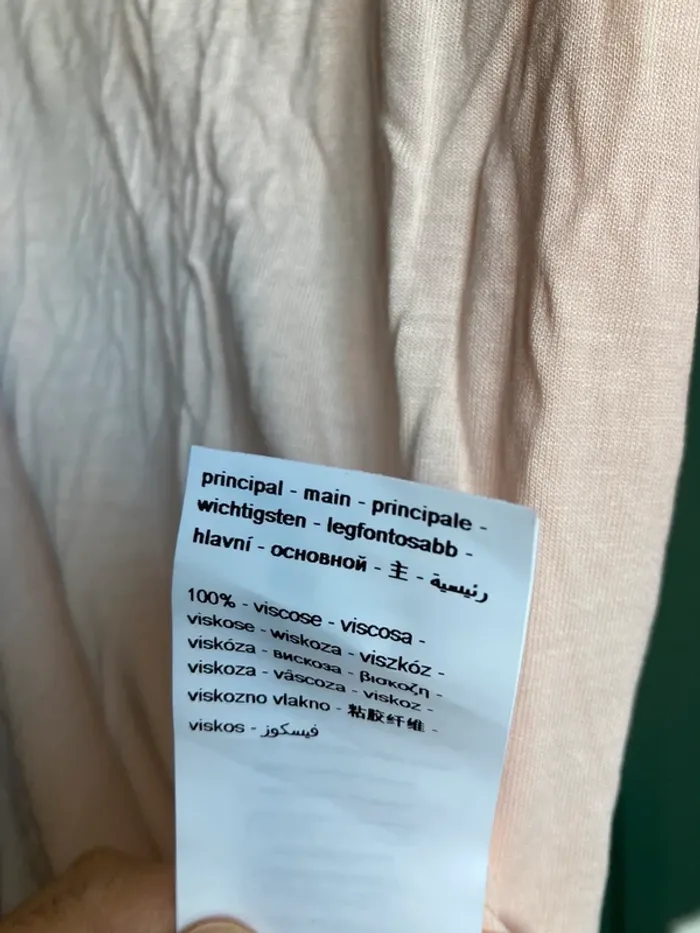 principal - main - principale -
wichtigsten - legfontosabb -
hlavní - основной - 主 - رئيسية
100% - viscose - viscosa -
viskose - wiskoza - viszkóz -
viskóza - вискоза - βισκοζη -
viskoza - vâscoza - viskoz -
viskozno vlakno - 粘胶纤维 -
viskos - فيسكوز